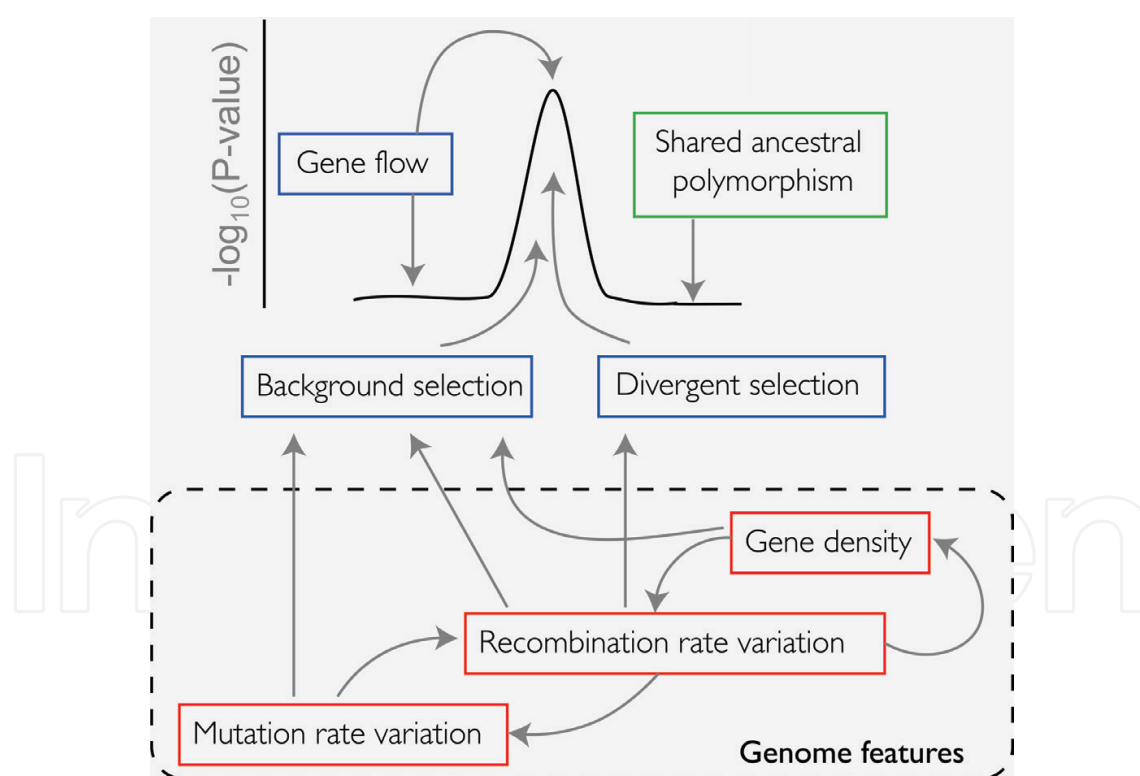 -log10(P-value)
Gene flow
Shared ancestral
polymorphism
Background selection
Divergent selection
Gene density
Recombination rate variation
Mutation rate variation
Genome features